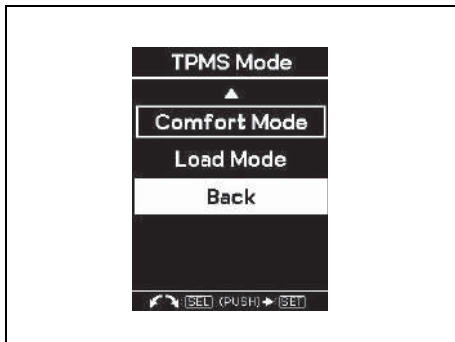 TPMS Mode
Comfort Mode
Load Mode
Back
SEL (PUSH) SET